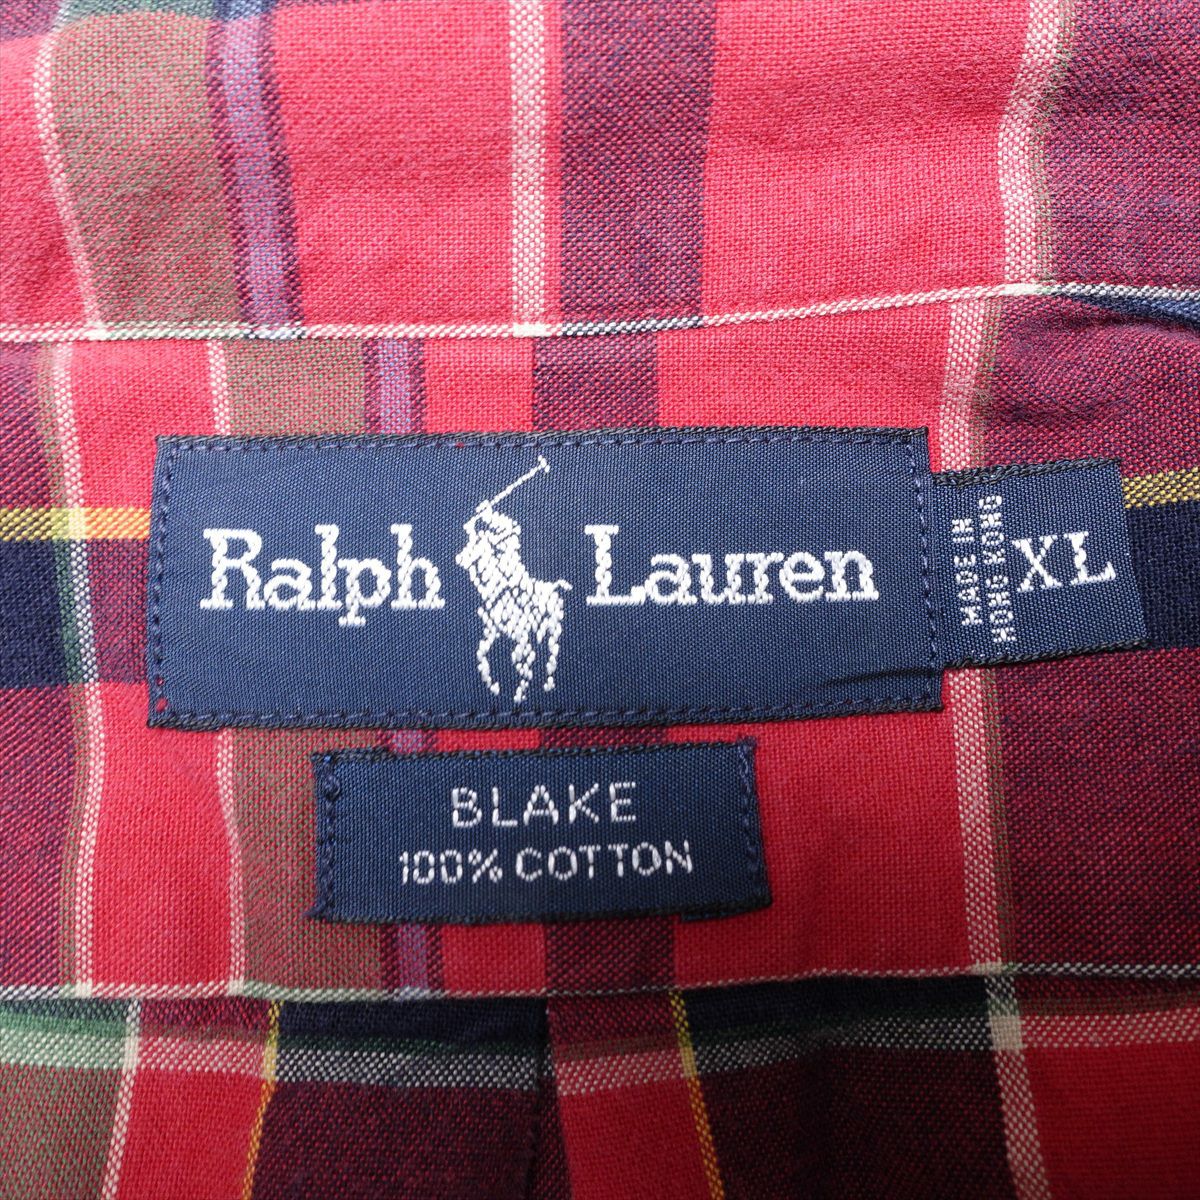 Ralph Lauren
MADE IN
HONG KONG
XL
BLAKE
100% COTTON